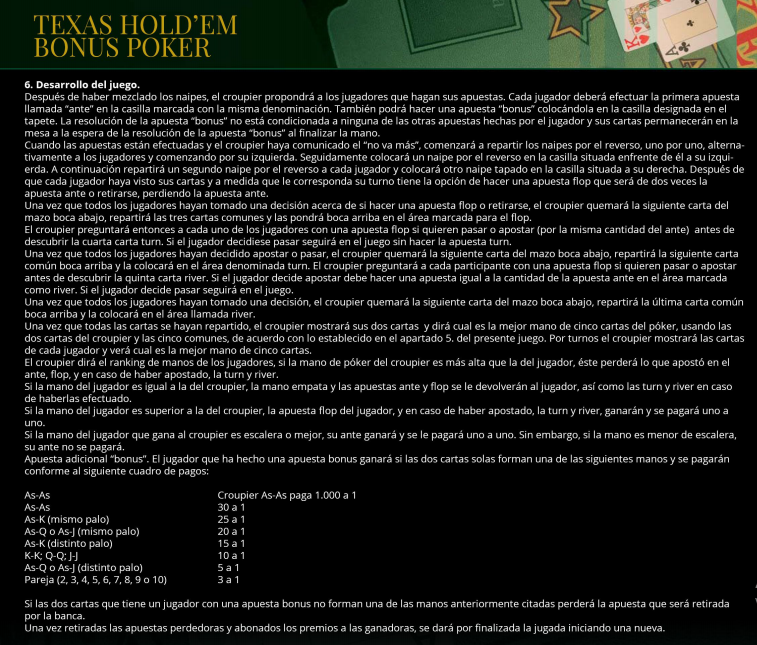 TEXAS HOLD’EM
BONUS POKER
6. Desarrollo del juego.
Después de haber mezclado los naipes, el croupier propondrá a los jugadores que hagan sus apuestas. Cada jugador deberá efectuar la primera apuesta
llamada “ante” en la casilla marcada con la misma denominación. También podrá hacer una apuesta “bonus” colocándola en la casilla designada en el
tapete. La resolución de la apuesta “bonus” no está condicionada a ninguna de las otras apuestas hechas por el jugador y sus cartas permanecerán en la
mesa a la espera de la resolución de la apuesta “bonus” al finalizar la mano.
Cuando las apuestas están efectuadas y el croupier haya comunicado el “no va más”, comenzará a repartir los naipes por el reverso, uno por uno, alterna-
tivamente a los jugadores y comenzando por su izquierda. Seguidamente colocará un naipe por el reverso en la casilla situada enfrente de él a su izqui-
erda. A continuación repartirá un segundo naipe por el reverso a cada jugador y colocará otro naipe tapado en la casilla situada a su derecha. Después de
que cada jugador haya visto sus cartas y a medida que le corresponda su turno tiene la opción de hacer una apuesta flop que será de dos veces la
apuesta ante o retirarse, perdiendo la apuesta ante.
Una vez que todos los jugadores hayan tomado una decisión acerca de si hacer una apuesta flop o retirarse, el croupier quemará la siguiente carta del
mazo boca abajo, repartirá las tres cartas comunes y las pondrá boca arriba en el área marcada para el flop.
El croupier preguntará entonces a cada uno de los jugadores con una apuesta flop si quieren pasar o apostar (por la misma cantidad del ante) antes de
descubrir la cuarta carta turn. Si el jugador decidiese pasar seguirá en el juego sin hacer la apuesta turn.
Una vez que todos los jugadores hayan decidido apostar o pasar, el croupier quemará la siguiente carta del mazo boca abajo, repartirá la siguiente carta
común boca arriba y la colocará en el área denominada turn. El croupier preguntará a cada participante con una apuesta flop si quieren pasar o apostar
antes de descubrir la quinta carta river. Si el jugador decide apostar debe hacer una apuesta igual a la cantidad de la apuesta ante en el área marcada
como river. Si el jugador decide pasar seguirá en el juego.
Una vez que todos los jugadores hayan tomado una decisión, el croupier quemará la siguiente carta del mazo boca abajo, repartirá la última carta común
boca arriba y la colocará en el área llamada river.
Una vez que todas las cartas se hayan repartido, el croupier mostrará sus dos cartas y dirá cual es la mejor mano de cinco cartas del póker, usando las
dos cartas del croupier y las cinco comunes, de acuerdo con lo establecido en el apartado 5. del presente juego. Por turnos el croupier mostrará las cartas
de cada jugador y verá cual es la mejor mano de cinco cartas.
El croupier dirá el ranking de manos de los jugadores, si la mano de póker del croupier es más alta que la del jugador, éste perderá lo que apostó en el
ante, flop, y en caso de haber apostado, la turn y river.
Si la mano del jugador es igual a la del croupier, la mano empata y las apuestas ante y flop se le devolverán al jugador, así como las turn y river en caso
de haberlas efectuado.
Si la mano del jugador es superior a la del croupier, la apuesta flop del jugador, y en caso de haber apostado, la turn y river, ganarán y se pagará uno a
uno.
Si la mano del jugador que gana al croupier es escalera o mejor, su ante ganará y se le pagará uno a uno. Sin embargo, si la mano es menor de escalera,
su ante no se pagará.
Apuesta adicional “bonus”. El jugador que ha hecho una apuesta bonus ganará si las dos cartas solas forman una de las siguientes manos y se pagarán
conforme al siguiente cuadro de pagos:
As-As Croupier As-As paga 1.000 a 1
As-As 30 a 1
As-K (mismo palo) 25 a 1
As-Q o As-J (mismo palo) 20 a 1
As-K (distinto palo) 15 a 1
K-K; Q-Q; J-J 10 a 1
As-Q o As-J (distinto palo) 5 a 1
Pareja (2, 3, 4, 5, 6, 7, 8, 9 o 10) 3 a 1
Si las dos cartas que tiene un jugador con una apuesta bonus no forman una de las manos anteriormente citadas perderá la apuesta que será retirada
por la banca.
Una vez retiradas las apuestas perdedoras y abonados los premios a las ganadoras, se dará por finalizada la jugada iniciando una nueva.